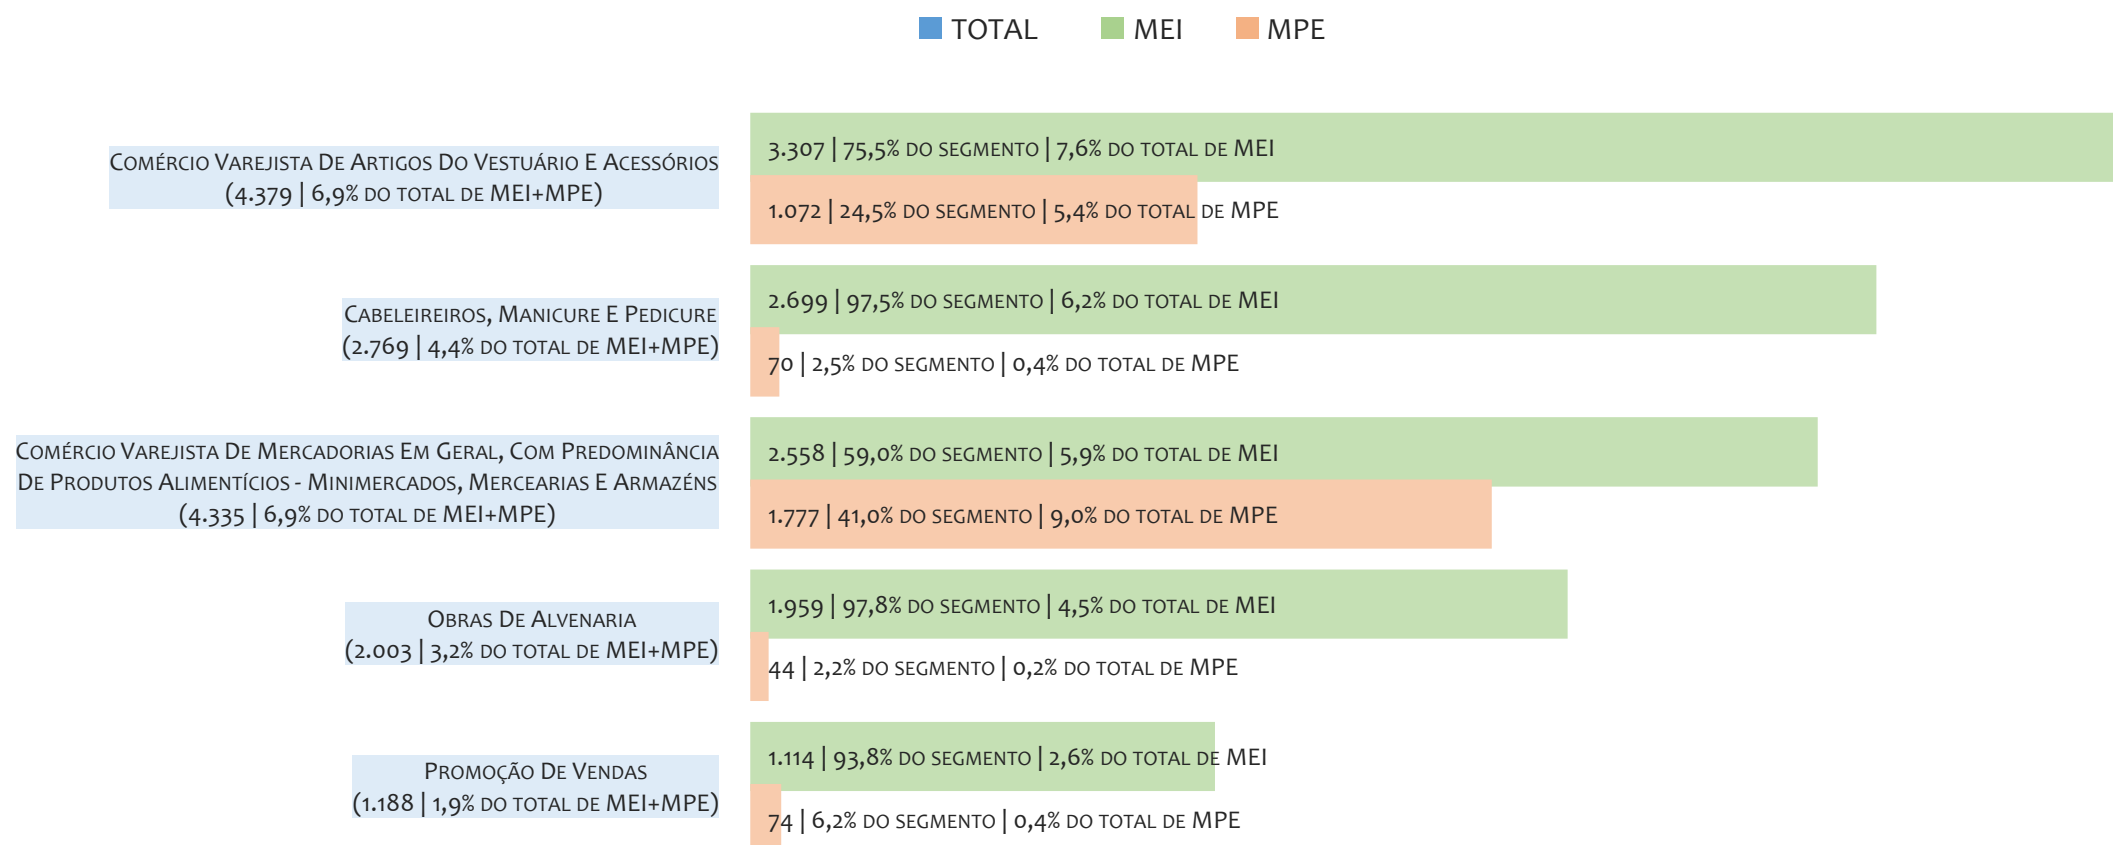 TOTAL MEI MPE
Comércio Varejista De Artigos Do Vestuário E Acessórios
(4.379 | 6,9% do total de MEI+MPE)
3.307 | 75,5% do segmento | 7,6% do total de MEI
1.072 | 24,5% do segmento | 5,4% do total de MPE
Cabeleireiros, Manicure E Pedicure
(2.769 | 4,4% do total de MEI+MPE)
2.699 | 97,5% do segmento | 6,2% do total de MEI
70 | 2,5% do segmento | 0,4% do total de MPE
Comércio Varejista De Mercadorias Em Geral, Com Predominância
De Produtos Alimentícios - Minimercados, Mercearias E Armazéns
(4.335 | 6,9% do total de MEI+MPE)
2.558 | 59,0% do segmento | 5,9% do total de MEI
1.777 | 41,0% do segmento | 9,0% do total de MPE
Obras De Alvenaria
(2.003 | 3,2% do total de MEI+MPE)
1.959 | 97,8% do segmento | 4,5% do total de MEI
44 | 2,2% do segmento | 0,2% do total de MPE
Promoção De Vendas
(1.188 | 1,9% do total de MEI+MPE)
1.114 | 93,8% do segmento | 2,6% do total de MEI
74 | 6,2% do segmento | 0,4% do total de MPE